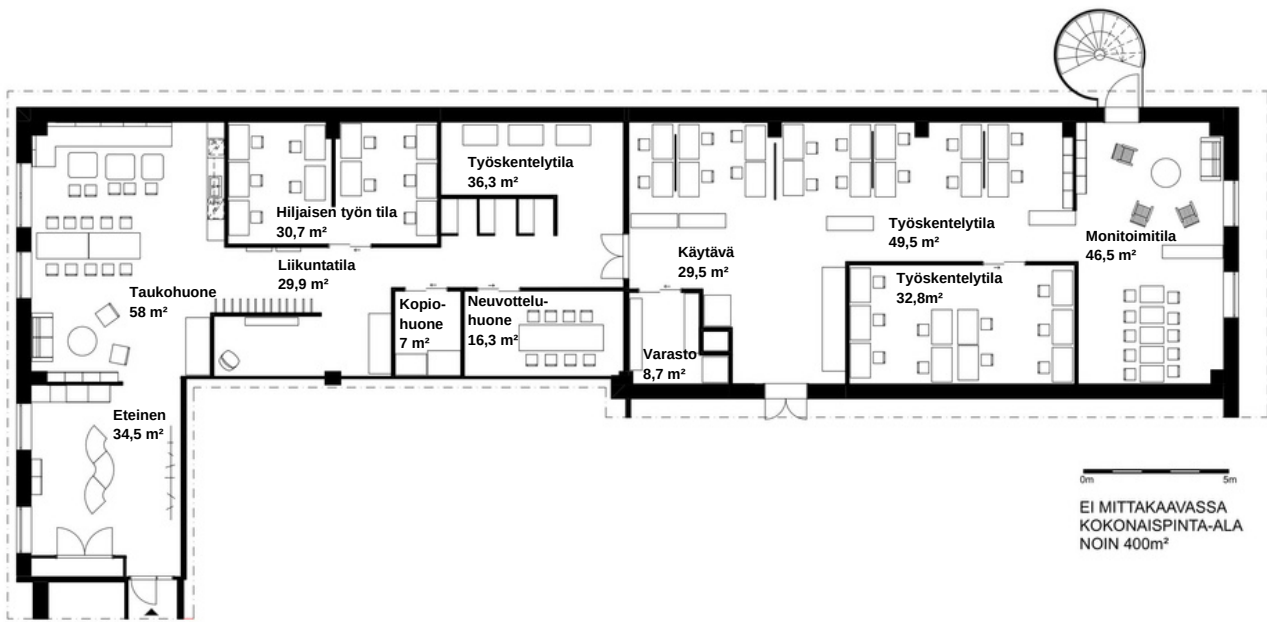 Työskentelytila
36,3 m²
Hiljaisen työn tila
30,7 m²
Työskentelytila
49,5 m²
Monitoimitila
46,5 m²
Käytävä
29,5 m²
Liikuntatila
29,9 m²
Työskentelytila
32,8m²
Taukohuone
58 m²
Kopio-
huone
7 m²
Neuvottelu-
huone
16,3 m²
Varasto
8,7 m²
Eteinen
34,5 m²
0m 5m
EI MITTAKAAVASSA
KOKONAISPINTA-ALA
NOIN 400m²